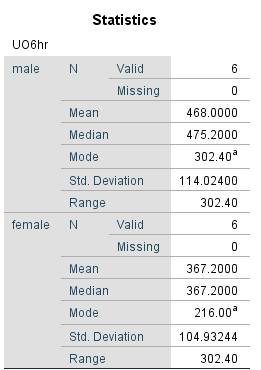 Statistics
UO6hr
male N Valid 6
Missing 0
Mean 468.0000
Median 475.2000
Mode 302.40a
Std. Deviation 114.02400
Range 302.40
female N Valid 6
Missing 0
Mean 367.2000
Median 367.2000
Mode 216.00a
Std. Deviation 104.93244
Range 302.40